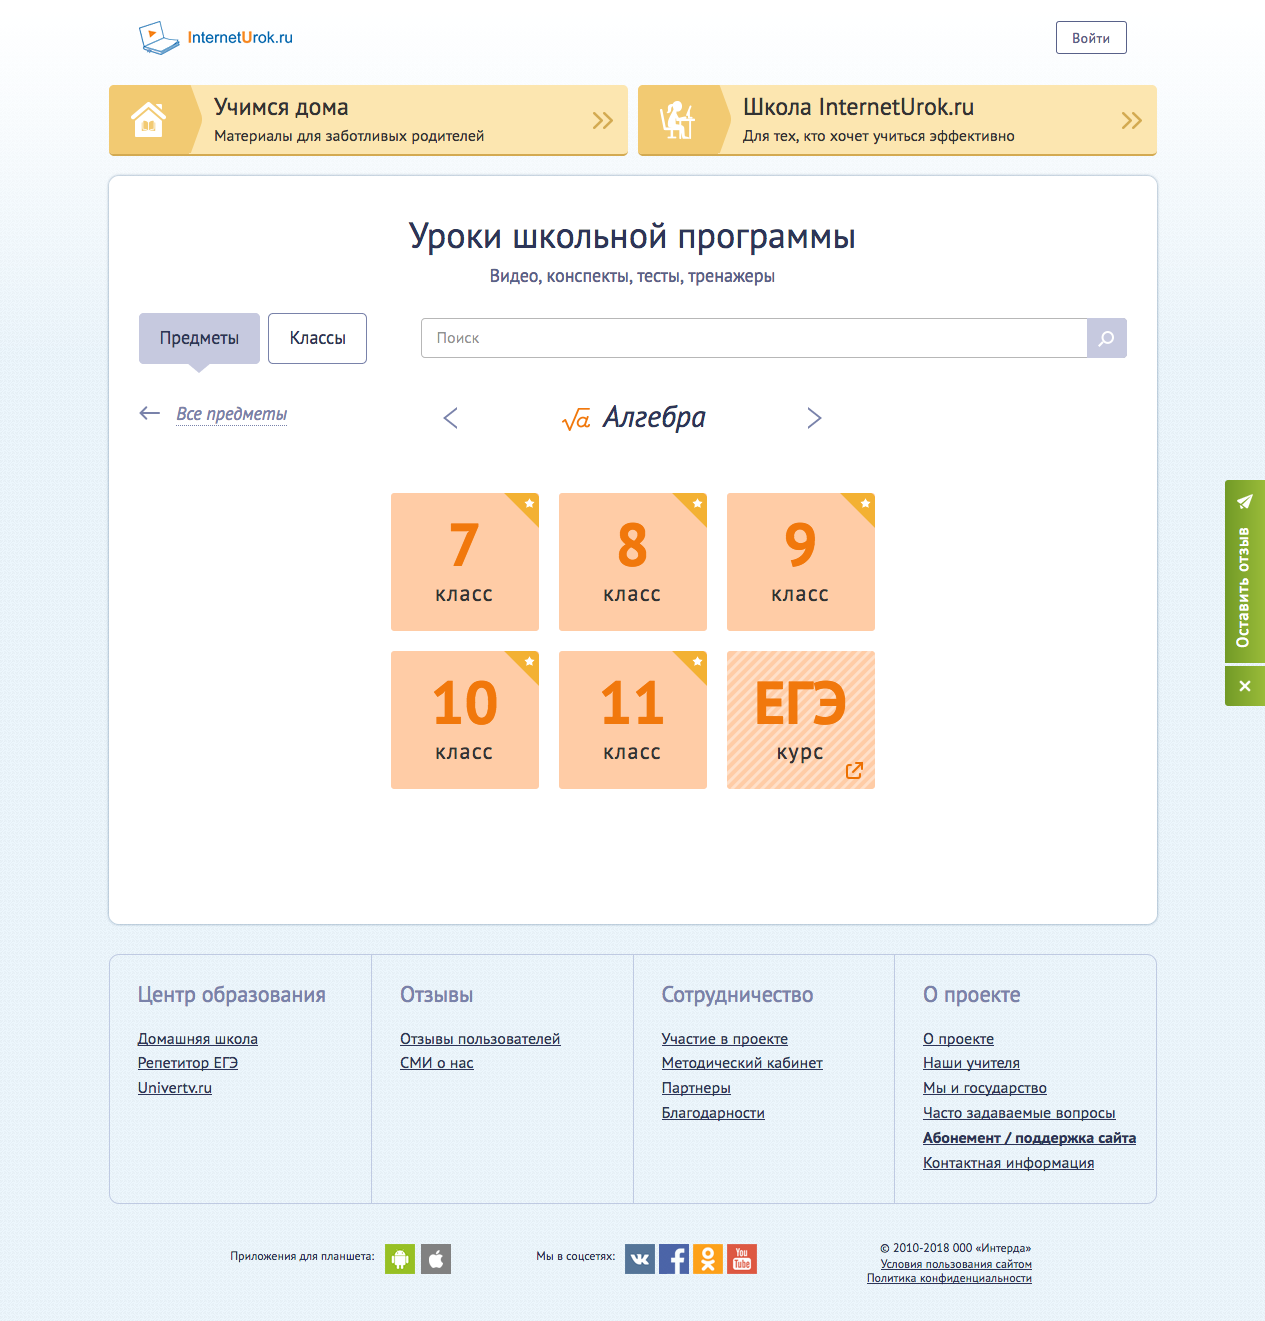 InternetUrok.ru
Войти
Учимся дома
Материалы для заботливых родителей
Школа InternetUrok.ru
Для тех, кто хочет учиться эффективно
Уроки школьной программы
Видео, конспекты, тесты, тренажеры
Предметы
Классы
Поиск
Все предметы
√a Алгебра
7
класс
8
класс
9
класс
10
класс
11
класс
ЕГЭ
курс
Оставить отзыв
Центр образования
Домашняя школа
Репетитор ЕГЭ
Univertv.ru
Отзывы
Отзывы пользователей
СМИ о нас
Сотрудничество
Участие в проекте
Методический кабинет
Партнеры
Благодарности
О проекте
О проекте
Наши учителя
Мы и государство
Часто задаваемые вопросы
Абонемент / поддержка сайта
Контактная информация
Приложения для планшета:
Мы в соцсетях:
You Tube
© 2010-2018 ООО «Интерда»
Условия пользования сайтом
Политика конфиденциальности